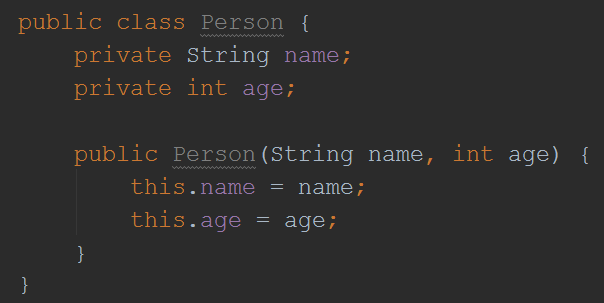 public class Person {
    private String name;
    private int age;

    public Person(String name, int age) {
        this.name = name;
        this.age = age;
    }
}